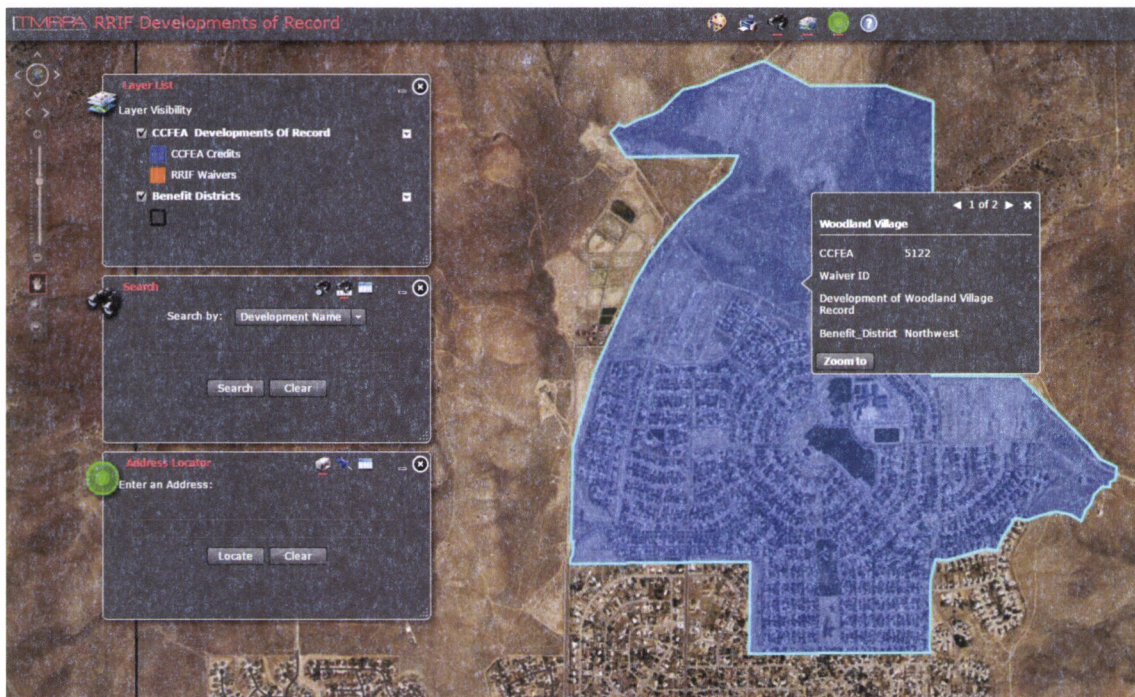 TMRPA RRIF Developments of Record
Layer List
Layer Visibility
CCFEA Developments Of Record
CCFEA Credits
RRIF Waivers
Benefit Districts
Search
Search by: Development Name
Search Clear
Address Locator
Enter an Address:
Locate Clear
1 of 2
Woodland Village
CCFEA 5122
Waiver ID
Development of Woodland Village
Record
Benefit_District Northwest
Zoom to